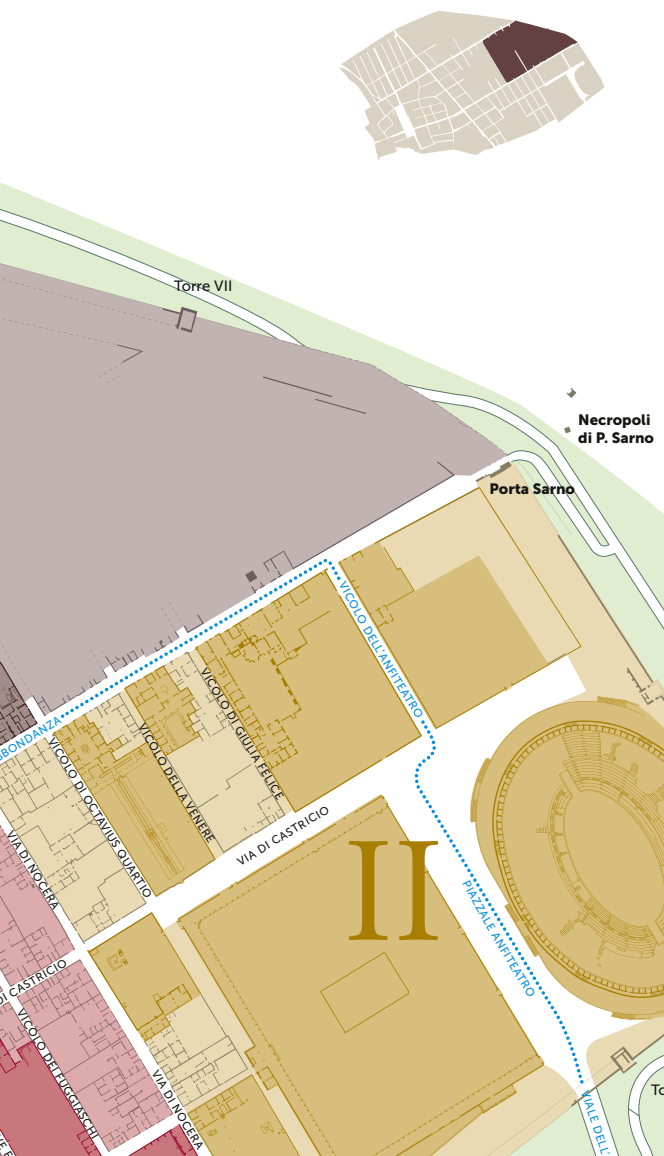 Torre VII
Necropoli
di P. Sarno
Porta Sarno
VICOLO DELL'ANFITEATRO
VICOLO DI GIULIA FELICE
VICOLO DELLA VENERE
VICOLO DI OCTAVIUS QUARTIO
BBONDANZA
VIA DI NOCERA
VIA DI CASTRICIO
II
PIAZZALE ANFITEATRO
DI CASTRICIO
VICOLO DEI FUGGIASCHI
VIA DI NOCERA
To
VIALE DELL'